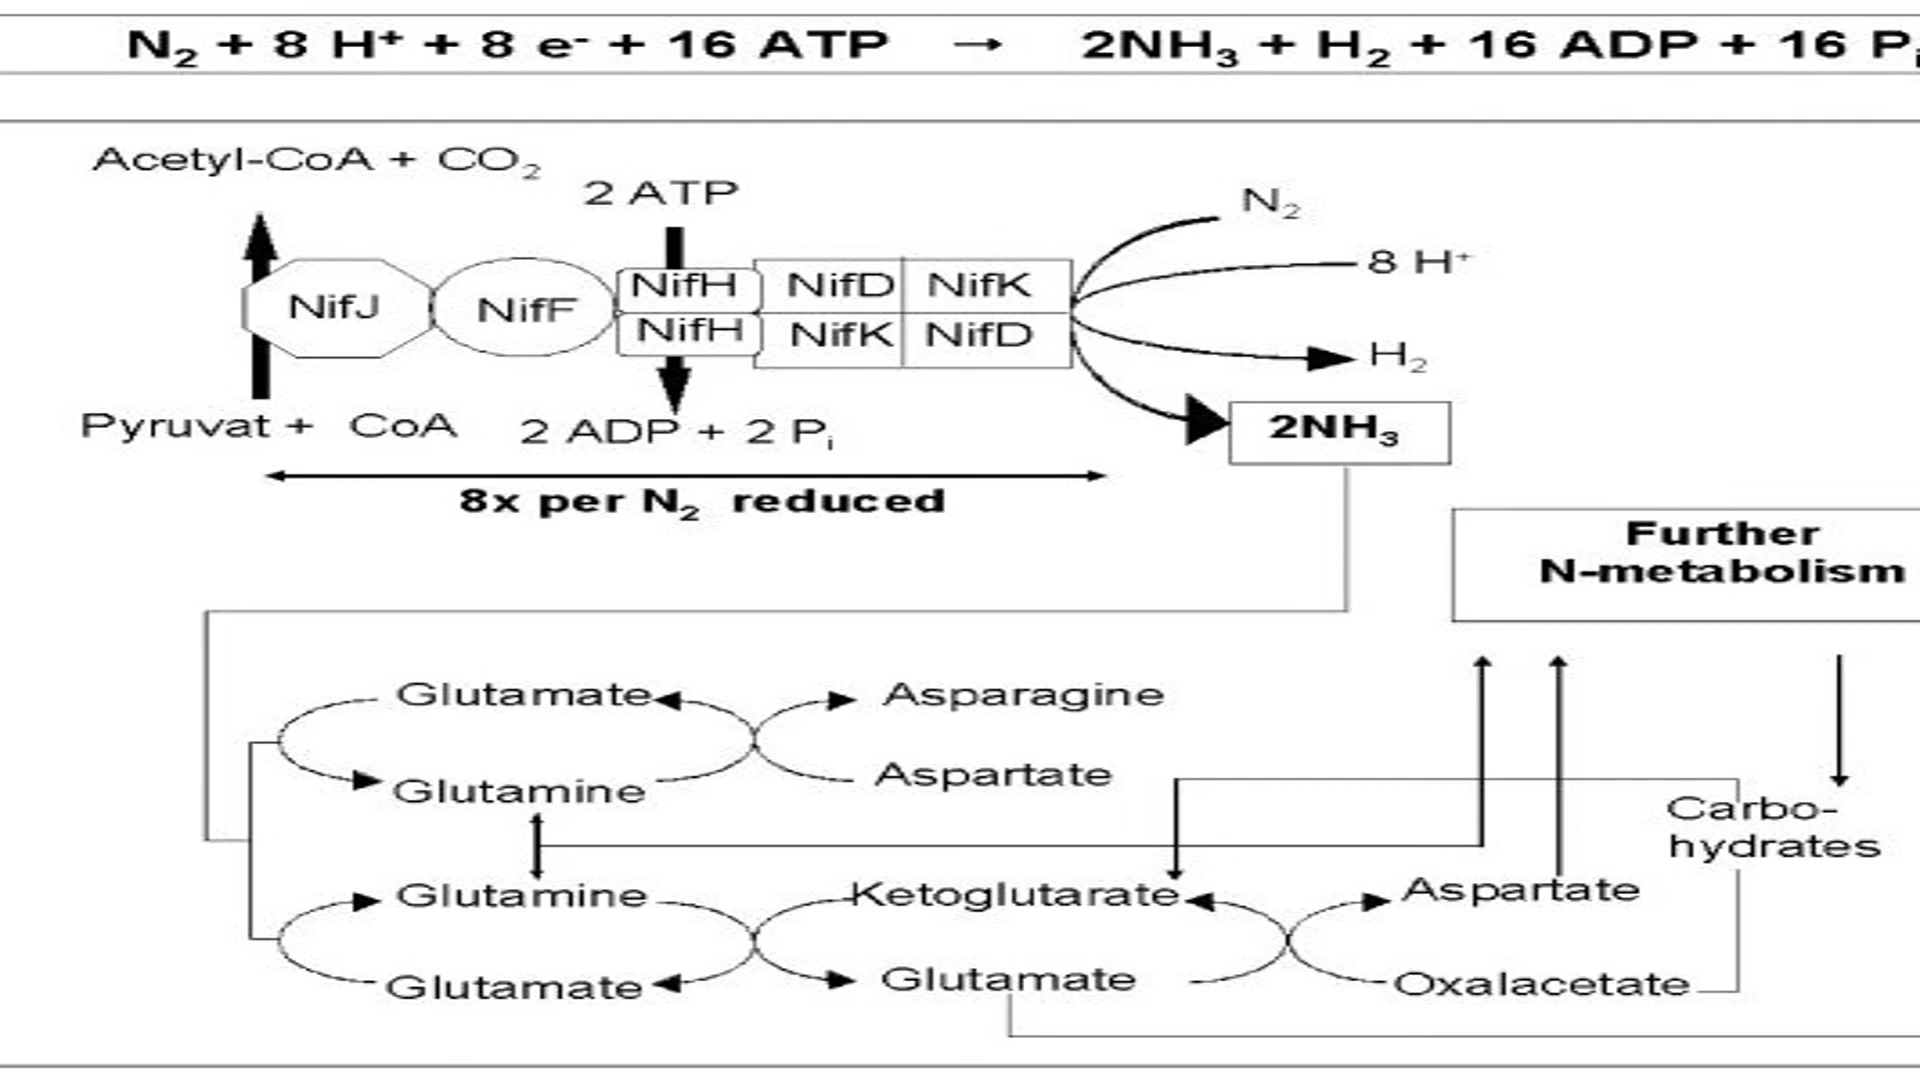 N₂ + 8 H⁺ + 8 e⁻ + 16 ATP → 2NH₃ + H₂ + 16 ADP + 16 Pᵢ
Acetyl-CoA + CO₂
2 ATP
N₂
8 H⁺
NifJ
NifF
NifH
NifD
NifK
NifH
NifK
NifD
H₂
Pyruvat + CoA
2 ADP + 2 Pᵢ
2NH₃
8x per N₂ reduced
Further
N-metabolism
Glutamate
Asparagine
Glutamine
Aspartate
Carbo-
hydrates
Glutamine
Ketoglutarate
Aspartate
Glutamate
Glutamate
Oxalacetate